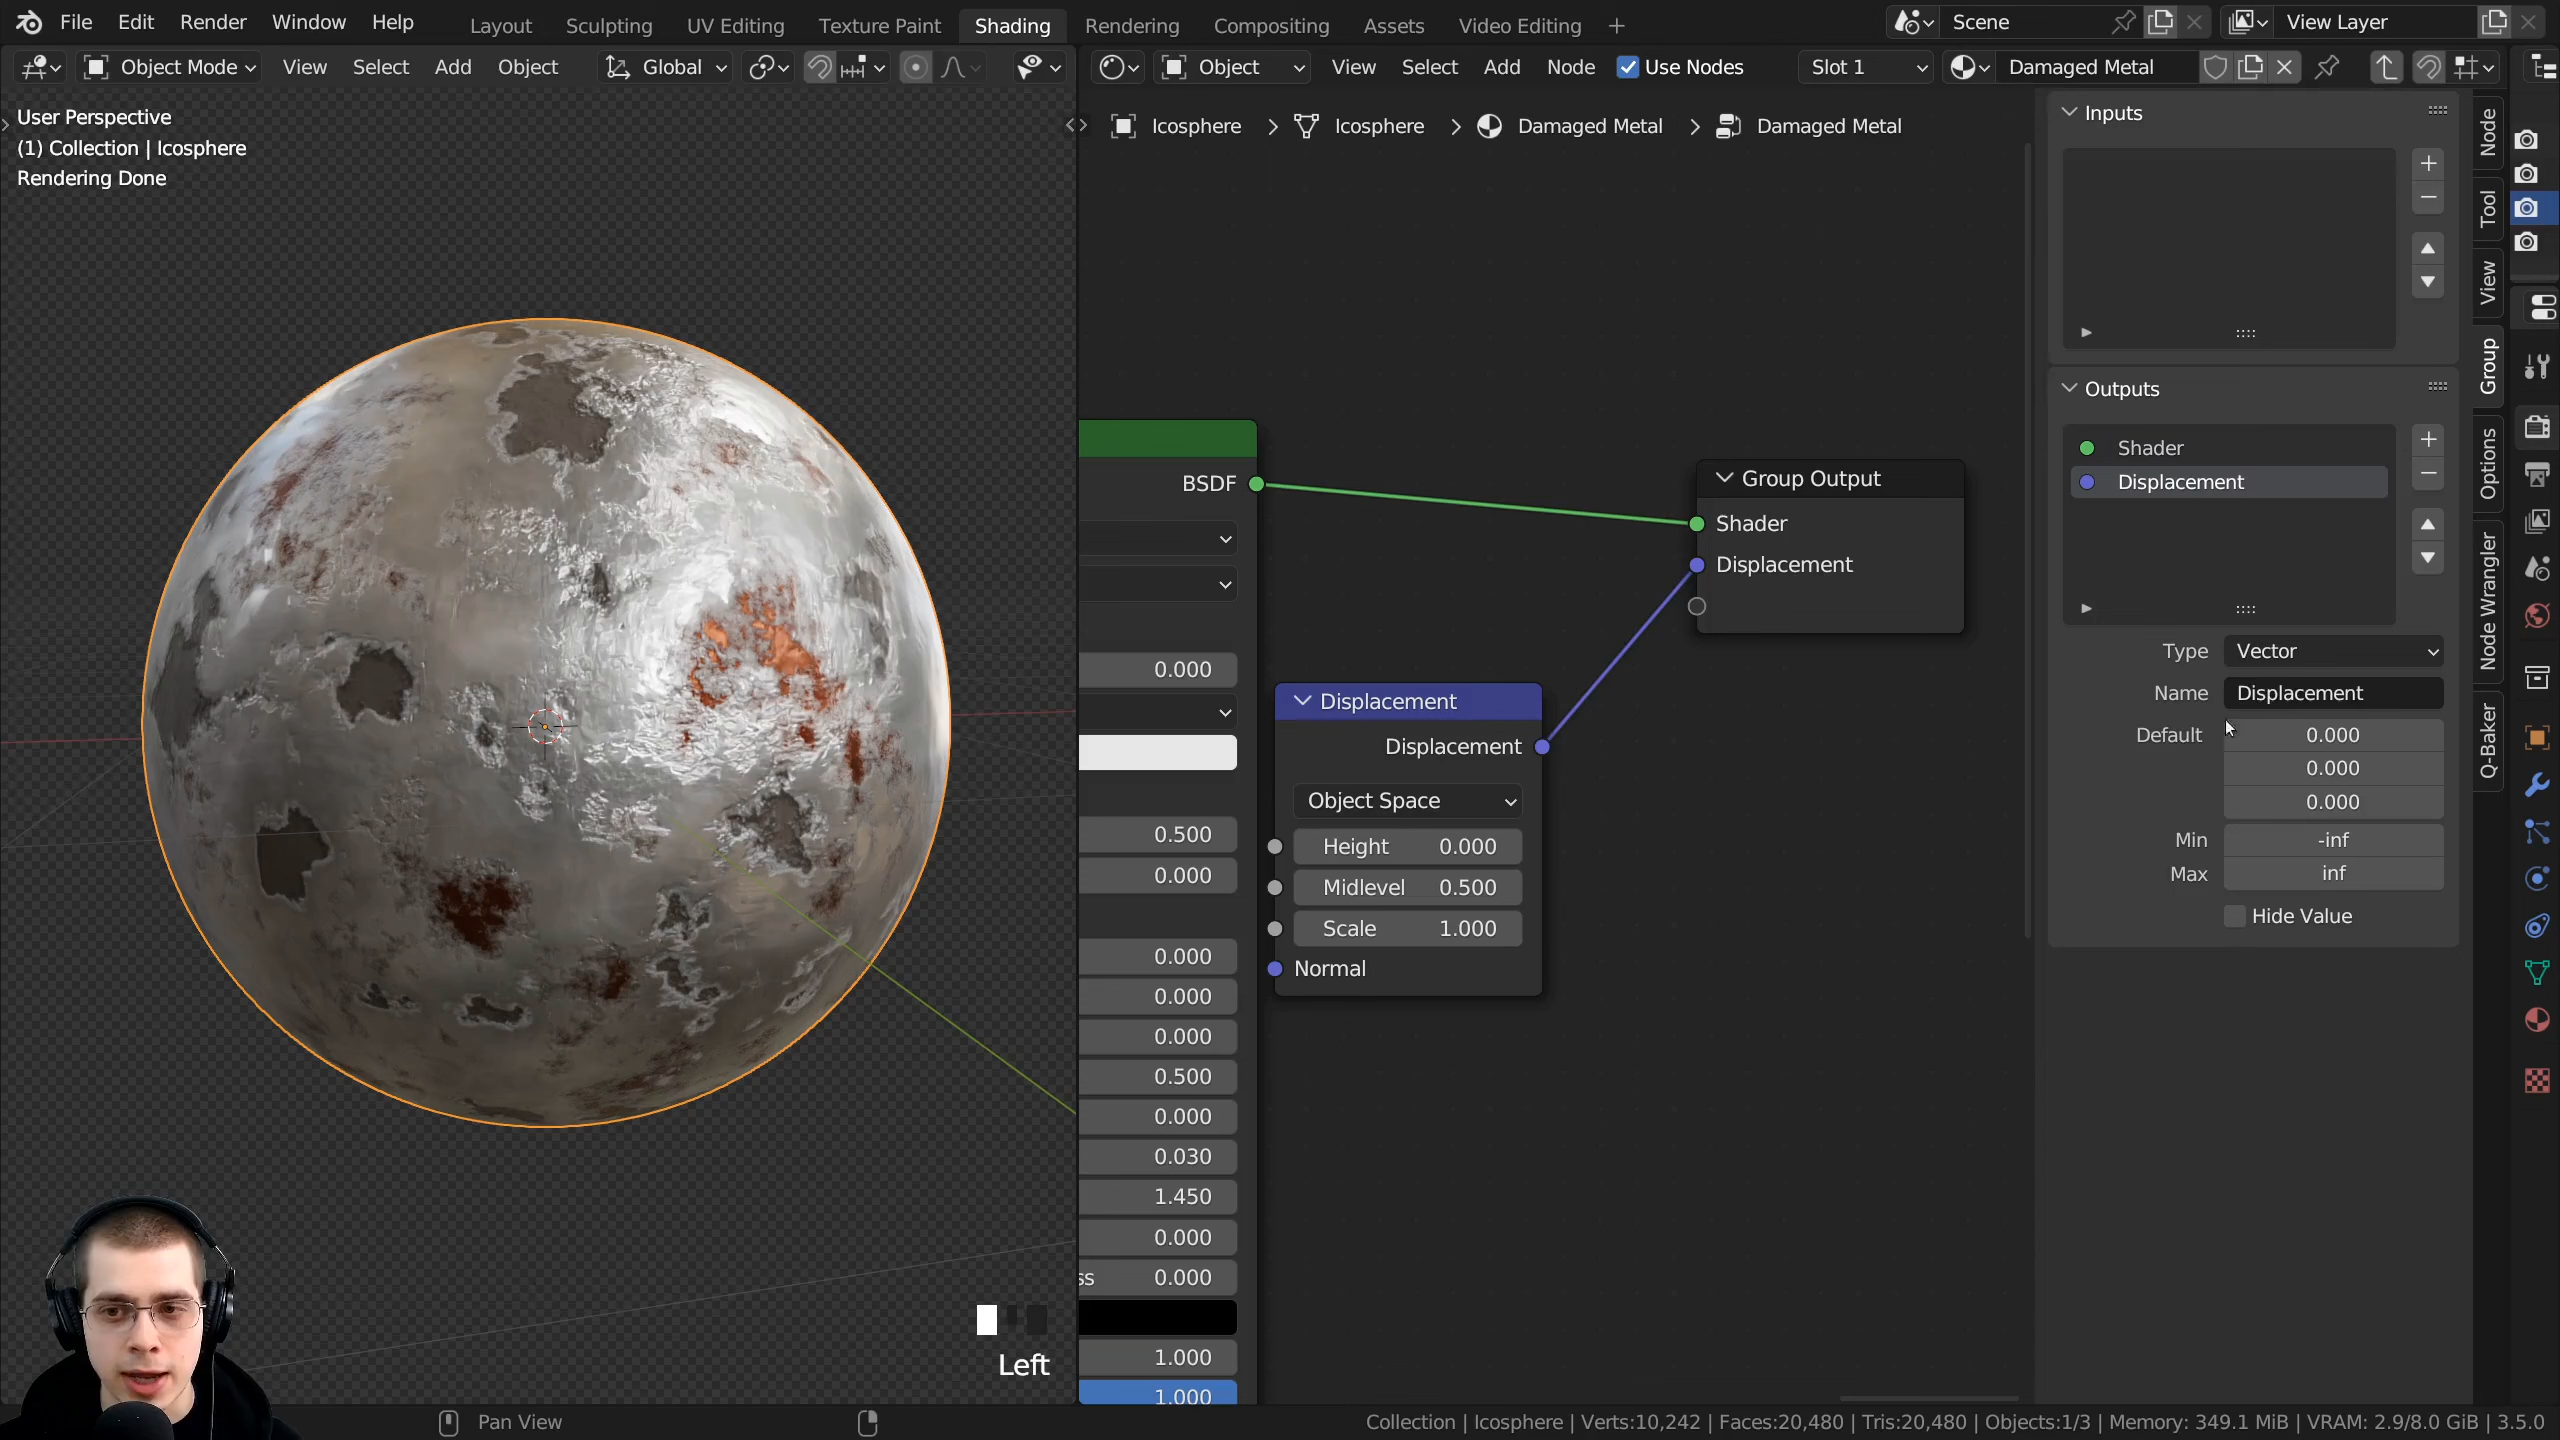 File Edit Render Window Help Layout Sculpting UV Editing Texture Paint Shading Rendering Compositing Assets Video Editing + Scene View Layer
Object Mode View Select Add Object Global Object View Select Add Node Use Nodes Slot 1 Damaged Metal
User Perspective
(1) Collection | Icosphere
Rendering Done
Icosphere > Icosphere > Damaged Metal > Damaged Metal
BSDF
0.000
0.500
0.000
0.000
0.000
0.000
0.500
0.000
0.030
1.450
0.000
ss 0.000
1.000
1.000
Group Output
Shader
Displacement
Displacement
Displacement
Object Space
Height 0.000
Midlevel 0.500
Scale 1.000
Normal
Inputs
Outputs
Shader
Displacement
Type Vector
Name Displacement
Default 0.000
0.000
0.000
Min -inf
Max inf
Hide Value
Node
Tool
View
Group
Options
Node Wrangler
Q-Baker
Left
Pan View
Collection | Icosphere | Verts:10,242 | Faces:20,480 | Tris:20,480 | Objects:1/3 | Memory: 349.1 MiB | VRAM: 2.9/8.0 GiB | 3.5.0